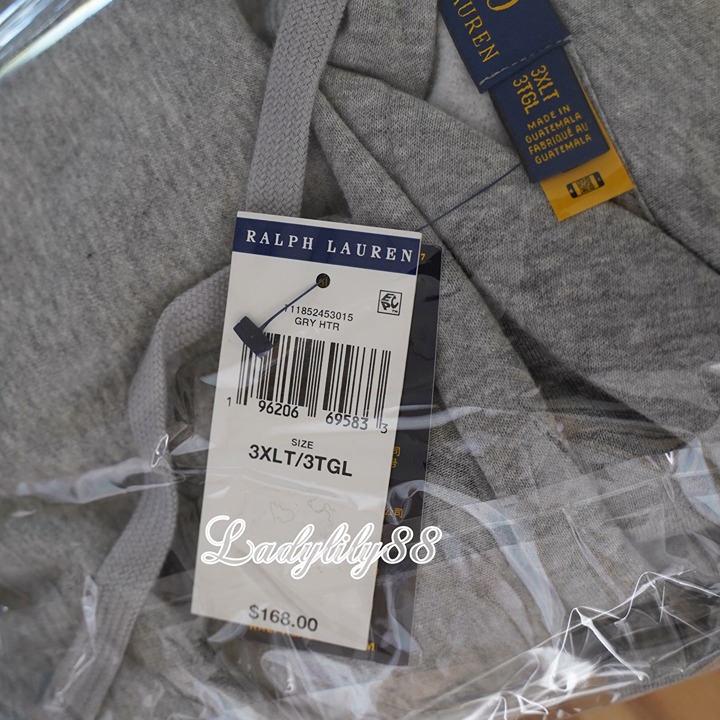 LAUREN
3XLT
3TGL
MADE IN
GUATEMALA
FABRIQUÉ AU
GUATEMALA
RALPH LAUREN
711852453015
GRY HTR
1 96206 69583 3
SIZE
3XLT/3TGL
Ladylily88
$168.00